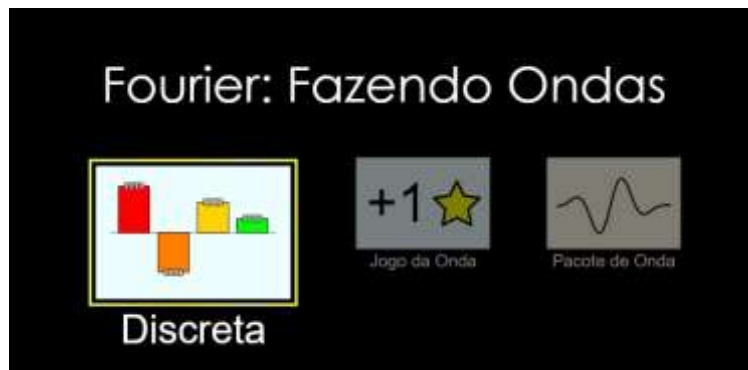 Fourier: Fazendo Ondas
+1
Discreta
Jogo da Onda
Pacote de Onda